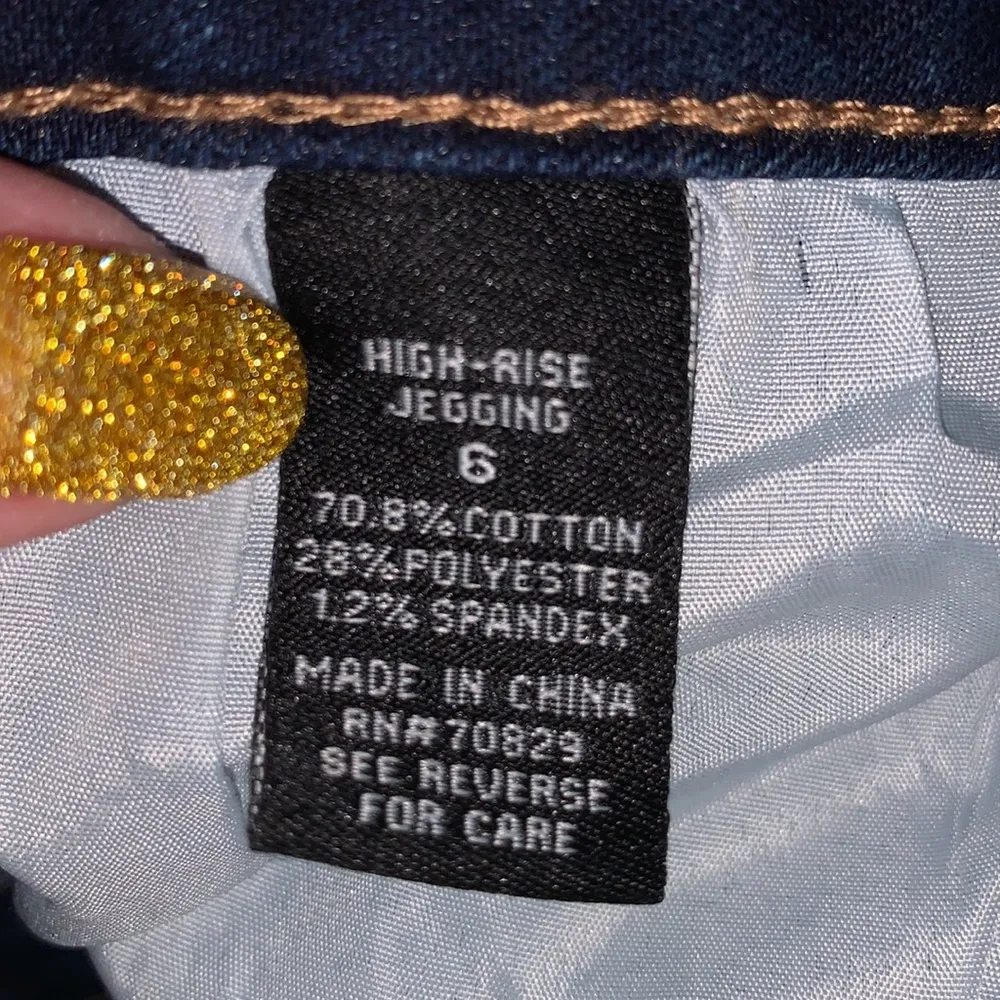 HIGH-RISE
JEGGING
6
70.8% COTTON
28% POLYESTER
1.2% SPANDEX
MADE IN CHINA
RN# 70829
SEE REVERSE
FOR CARE